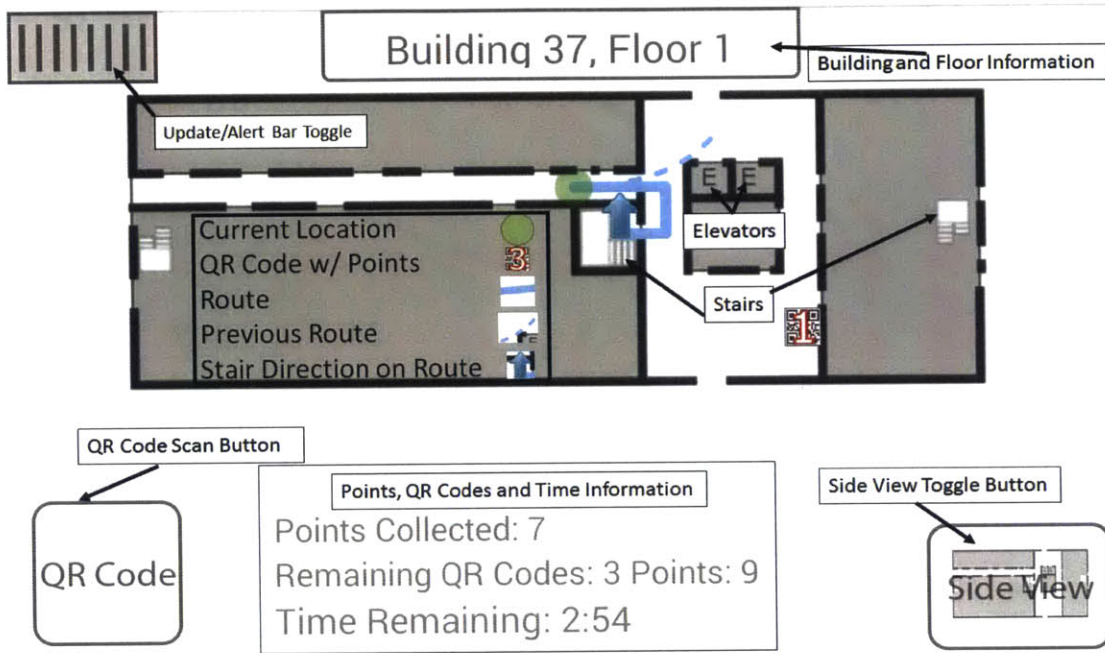 Building 37, Floor 1
Building and Floor Information
Update/Alert Bar Toggle
E E
Elevators
Current Location
QR Code w/ Points
3
Route
Previous Route
Stair Direction on Route
Stairs
1
QR Code Scan Button
Points, QR Codes and Time Information
Side View Toggle Button
Points Collected: 7
QR Code
Remaining QR Codes: 3 Points: 9
Side View
Time Remaining: 2:54